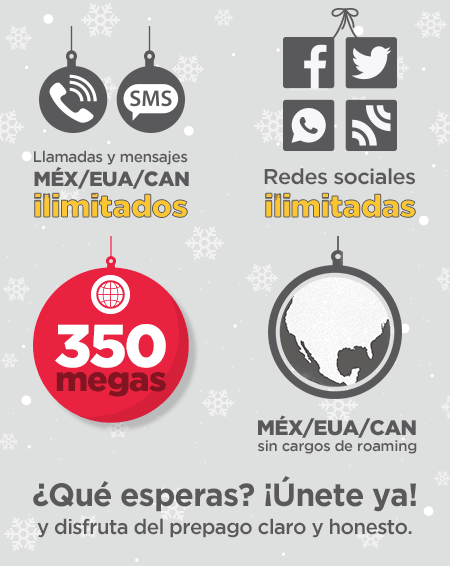 SMS
Llamadas y mensajes
MÉX/EUA/CAN
ilimitados
Redes sociales
ilimitadas
350
megas
MÉX/EUA/CAN
sin cargos de roaming
¿Qué esperas? ¡Únete ya!
y disfruta del prepago claro y honesto.